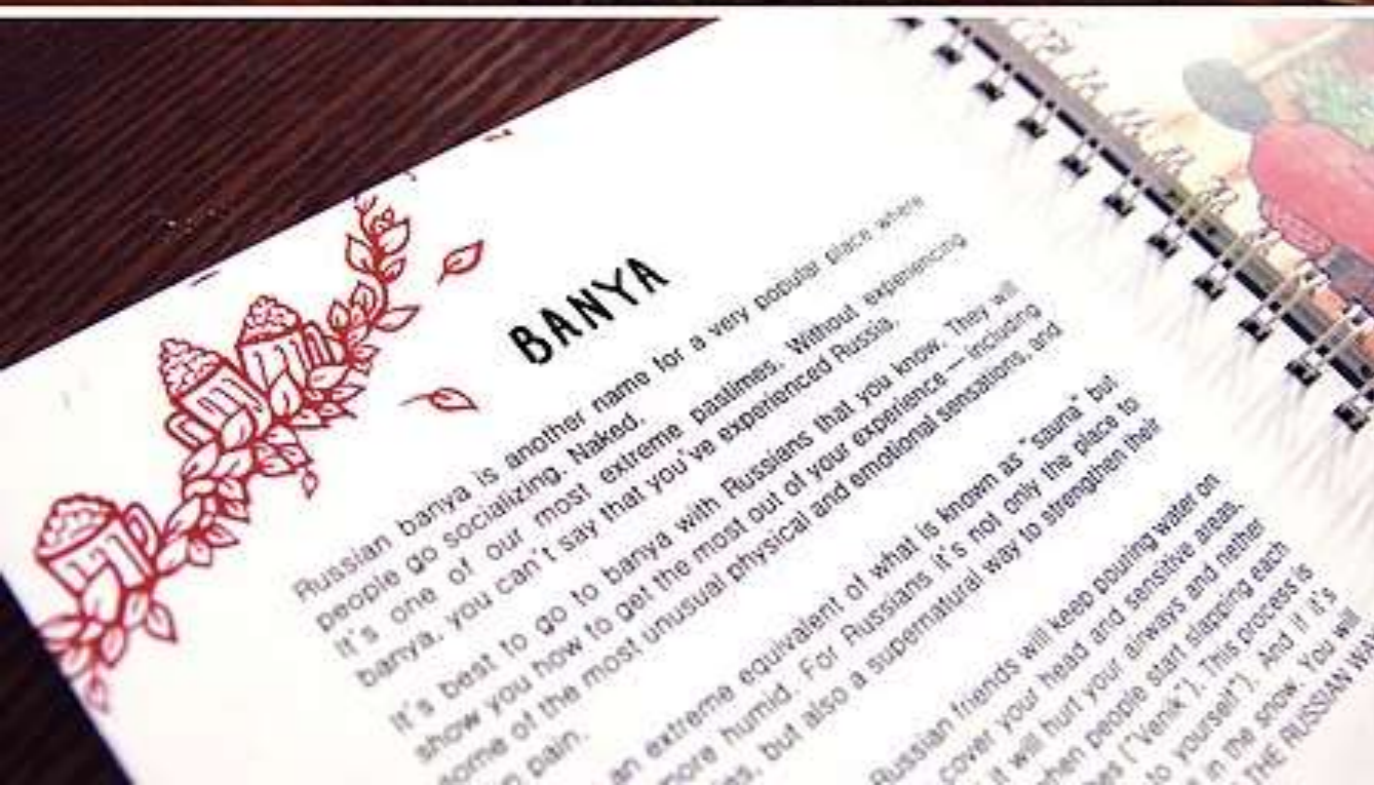 BANYA
Russian banya is another name for a very popular place where
people go socializing. Naked.
It's one of our most extreme pastimes. Without experiencing
banya, you can't say that you've experienced Russia.
It's best to go to banya with Russians that you know. They will
show you how to get the most out of your experience — including
some of the most unusual physical and emotional sensations, and
pain.
an extreme equivalent of what is known as "sauna" but
more humid. For Russians it's not only the place to
but also a supernatural way to strengthen their
Russian friends will keep pouring water on
cover your head and sensitive areas,
it will hurt your airways and nether
when people start slapping each
("venik"). This process is
to yourself"). And if it's
in the snow. You will
THE RUSSIAN